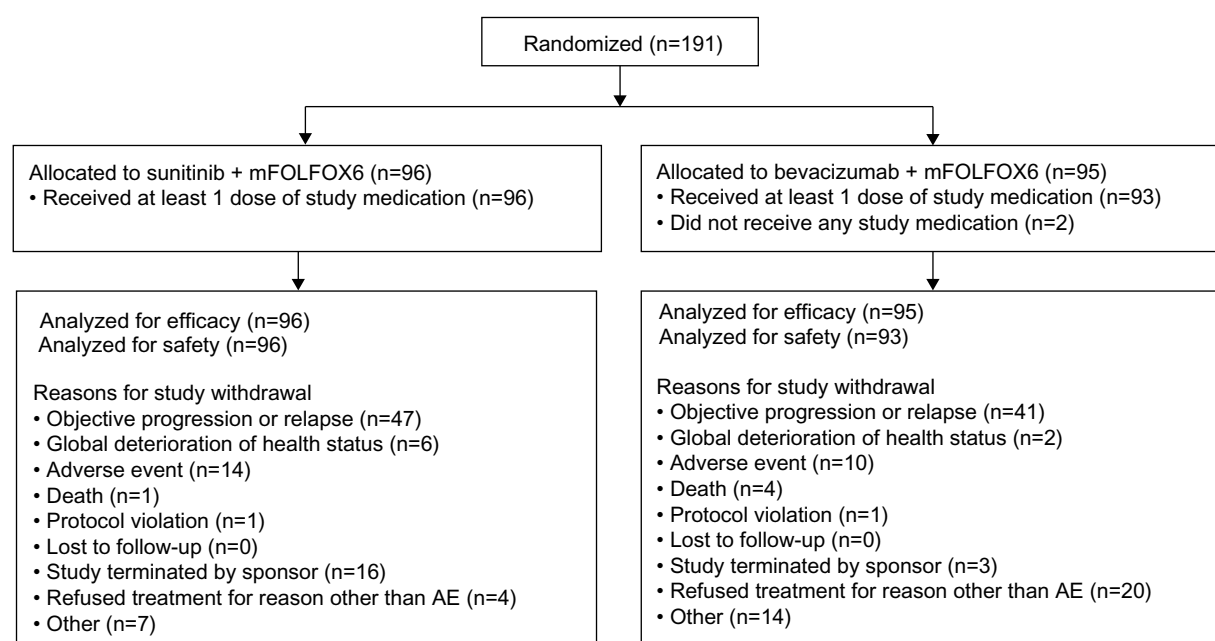 Randomized (n=191)
Allocated to sunitinib + mFOLFOX6 (n=96)
• Received at least 1 dose of study medication (n=96)
Allocated to bevacizumab + mFOLFOX6 (n=95)
• Received at least 1 dose of study medication (n=93)
• Did not receive any study medication (n=2)
Analyzed for efficacy (n=96)
Analyzed for safety (n=96)
Reasons for study withdrawal
• Objective progression or relapse (n=47)
• Global deterioration of health status (n=6)
• Adverse event (n=14)
• Death (n=1)
• Protocol violation (n=1)
• Lost to follow-up (n=0)
• Study terminated by sponsor (n=16)
• Refused treatment for reason other than AE (n=4)
• Other (n=7)
Analyzed for efficacy (n=95)
Analyzed for safety (n=93)
Reasons for study withdrawal
• Objective progression or relapse (n=41)
• Global deterioration of health status (n=2)
• Adverse event (n=10)
• Death (n=4)
• Protocol violation (n=1)
• Lost to follow-up (n=0)
• Study terminated by sponsor (n=3)
• Refused treatment for reason other than AE (n=20)
• Other (n=14)